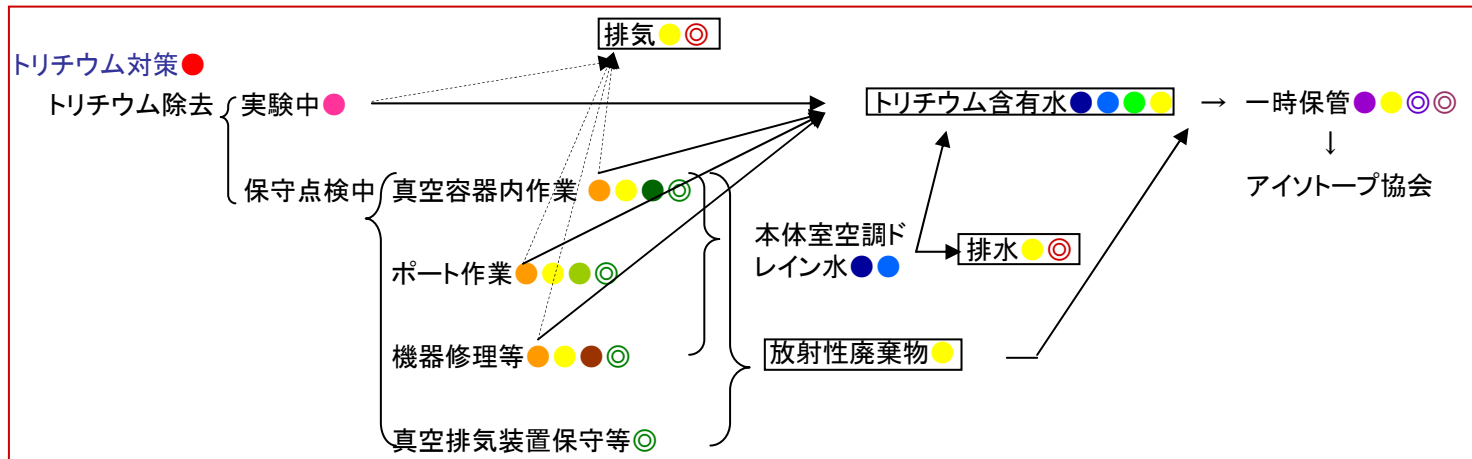 排気●◎
トリチウム対策●
トリチウム除去
実験中●
トリチウム含有水●●●●
→
一時保管●●◎◎
↓
保守点検中
真空容器内作業●●●◎
アイソトープ協会
本体室空調ド
レイン水●●
排水●◎
ポート作業●●●◎
機器修理等●●●◎
放射性廃棄物●
真空排気装置保守等◎